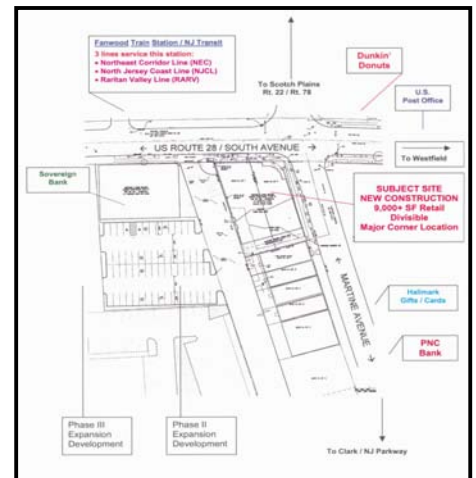 Fanwood Train Station / NJ Transit
3 lines service this station:
• Northeast Corridor Line (NEC)
• North Jersey Coast Line (NJCL)
• Raritan Valley Line (RARV)
To Scotch Plains
Rt. 22 / Rt. 78
Dunkin'
Donuts
U.S.
Post Office
US ROUTE 28 / SOUTH AVENUE
To Westfield
Sovereign
Bank
SUBJECT SITE
NEW CONSTRUCTION
9,000+ SF Retail
Divisible
Major Corner Location
MARTINE AVENUE
Hallmark
Gifts / Cards
PNC
Bank
Phase III
Expansion
Development
Phase II
Expansion
Development
To Clark / NJ Parkway